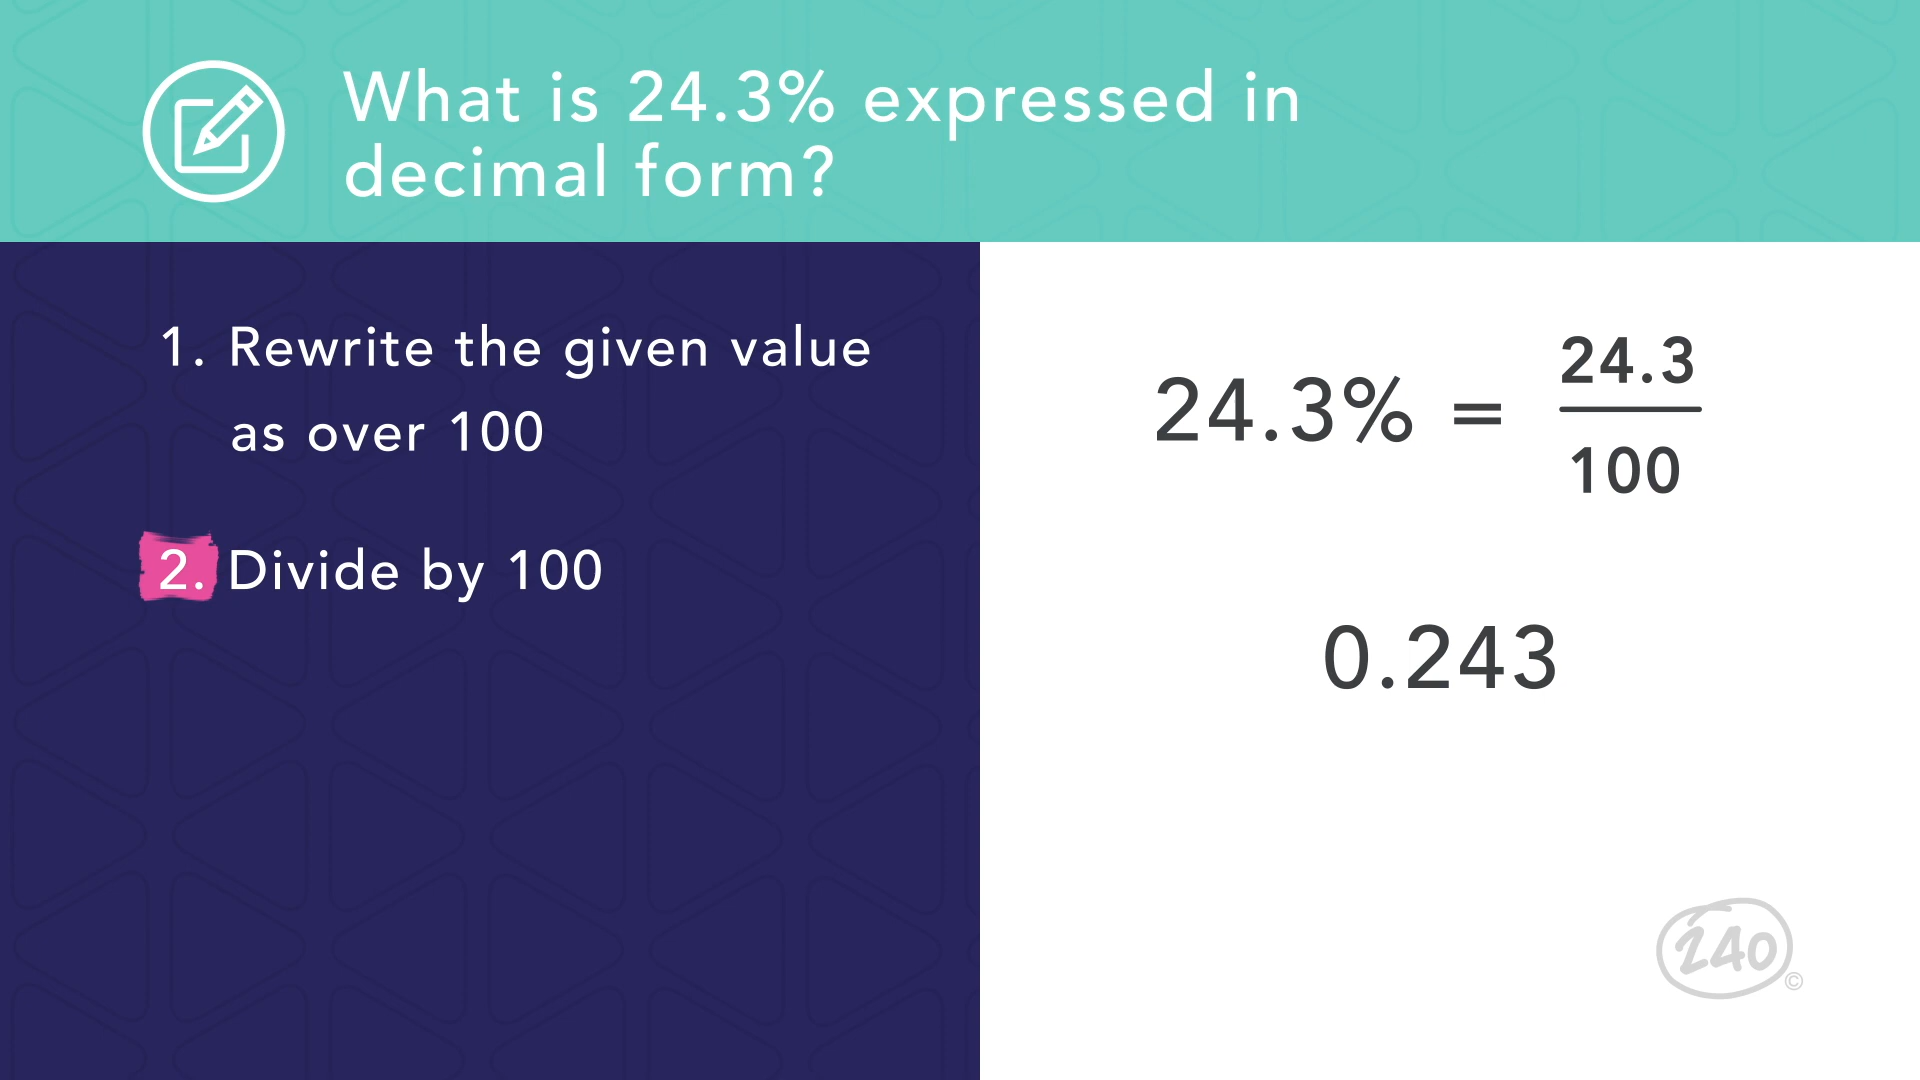 What is 24.3% expressed in
decimal form?
1. Rewrite the given value
as over 100
2. Divide by 100
24.3% = 24.3
100
0.243
240
©